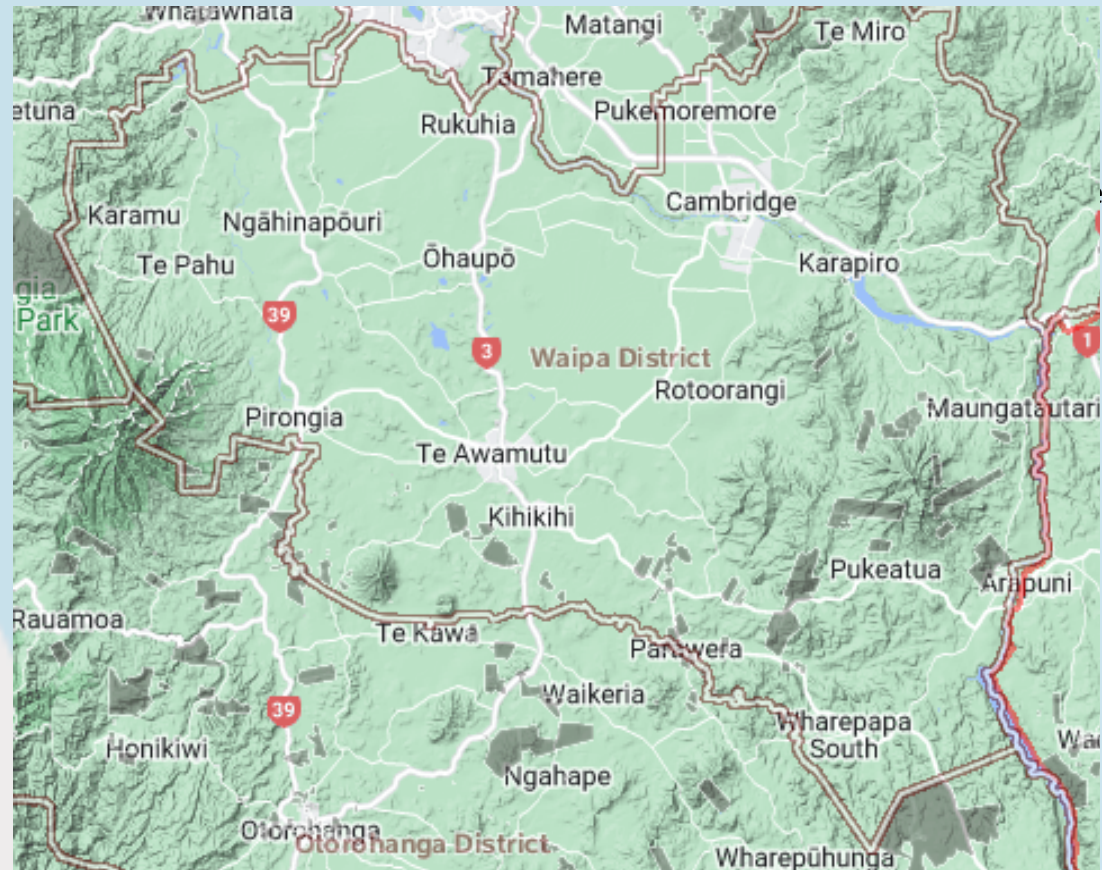 Whatawhata
Matangi
Te Miro
etuna
Tamahere
Pukemoremore
Rukuhia
Karamu
Ngāhinapōuri
Cambridge
Te Pahu
Ōhaupō
Karapiro
gia
Park
39
1
3
Waipa District
Rotoorangi
Maungatautari
Pirongia
Te Awamutu
Kihikihi
Pukeatua
Arapuni
Rauamoa
Te Kawa
Parawera
Waikeria
39
Wharepapa
South
Honikiwi
Ngahape
Otorohanga
Otorohanga District
Wharepūhunga